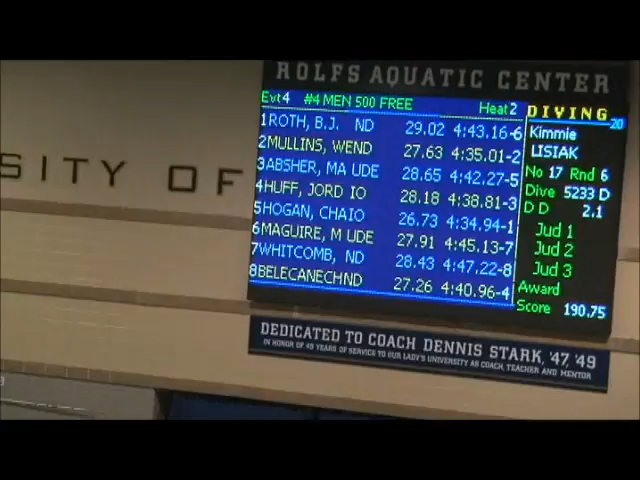 ROLFS AQUATIC CENTER
SITY OF
Evt 4 #4 MEN 500 FREE Heat 2
1 ROTH, B.J. ND 29.02 4:43.16-6
2 MULLINS, WEND 27.63 4:35.01-2
3 ABSHER, MA UDE 28.65 4:42.27-5
4 HUFF, JORD IO 28.18 4:38.81-3
5 HOGAN, CHAIO 26.73 4:34.94-1
6 MAGUIRE, M UDE 27.91 4:45.13-7
7 WHITCOMB, ND 28.43 4:47.22-8
8 BELECANECHND 27.26 4:40.96-4
DIVING 20
Kimmie
LISIAK
No 17 Rnd 6
Dive 5233 D
D D 2.1
Jud 1
Jud 2
Jud 3
Award
Score 190.75
DEDICATED TO COACH DENNIS STARK, '47, '49
IN HONOR OF 45 YEARS OF SERVICE TO OUR LADY'S UNIVERSITY AS COACH, TEACHER AND MENTOR